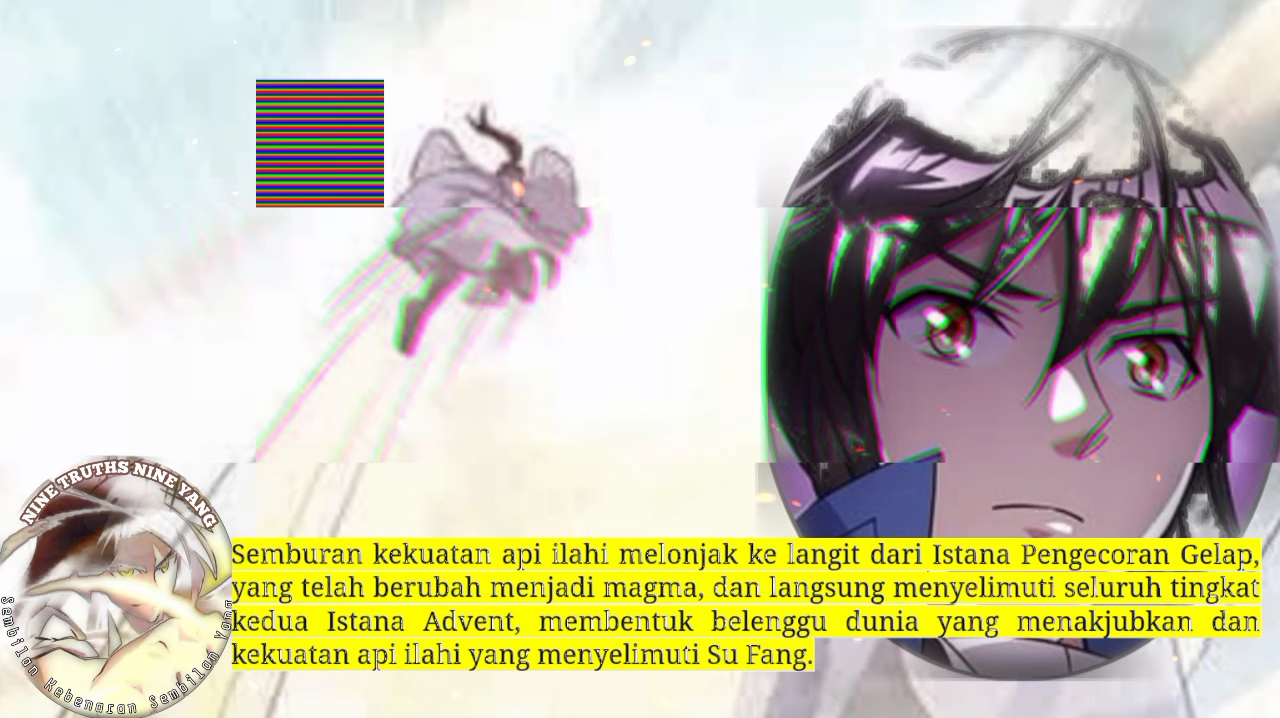 NINE TRUTHS NINE YANG
Sembilan Kebenaran Sembilan Yang
Semburan kekuatan api ilahi melonjak ke langit dari Istana Pengecoran Gelap,
yang telah berubah menjadi magma, dan langsung menyelimuti seluruh tingkat
kedua Istana Advent, membentuk belenggu dunia yang menakjubkan dan
kekuatan api ilahi yang menyelimuti Su Fang.